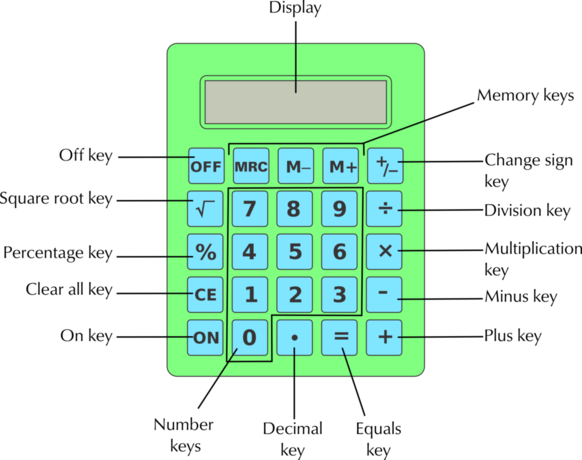 Display
Memory keys
Off key
OFF
MRC
M–
M+
+/–
Change sign
key
Square root key
√
7
8
9
÷
Division key
Percentage key
%
4
5
6
×
Multiplication
key
Clear all key
CE
1
2
3
-
Minus key
On key
ON
0
.
=
+
Plus key
Number
keys
Decimal
key
Equals
key